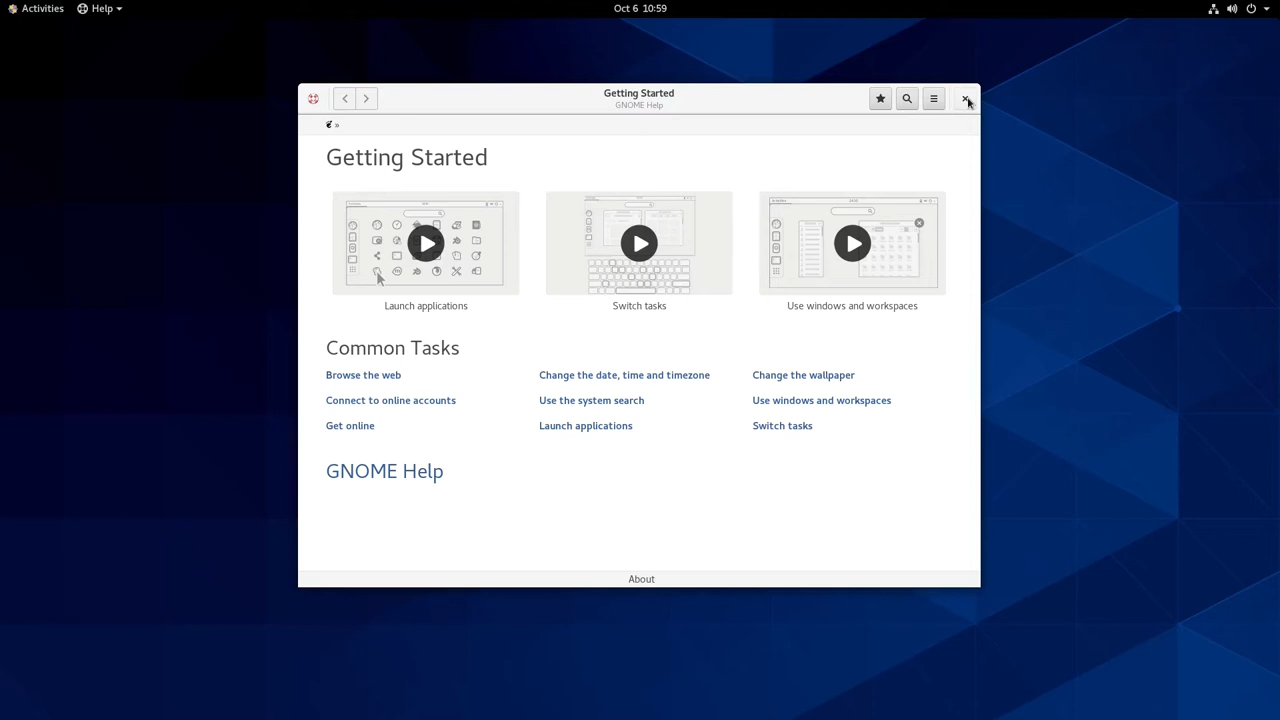 Activities Help Oct 6 10:59
Getting Started
GNOME Help
»
Getting Started
Launch applications Switch tasks Use windows and workspaces
Common Tasks
Browse the web Change the date, time and timezone Change the wallpaper
Connect to online accounts Use the system search Use windows and workspaces
Get online Launch applications Switch tasks
GNOME Help
About